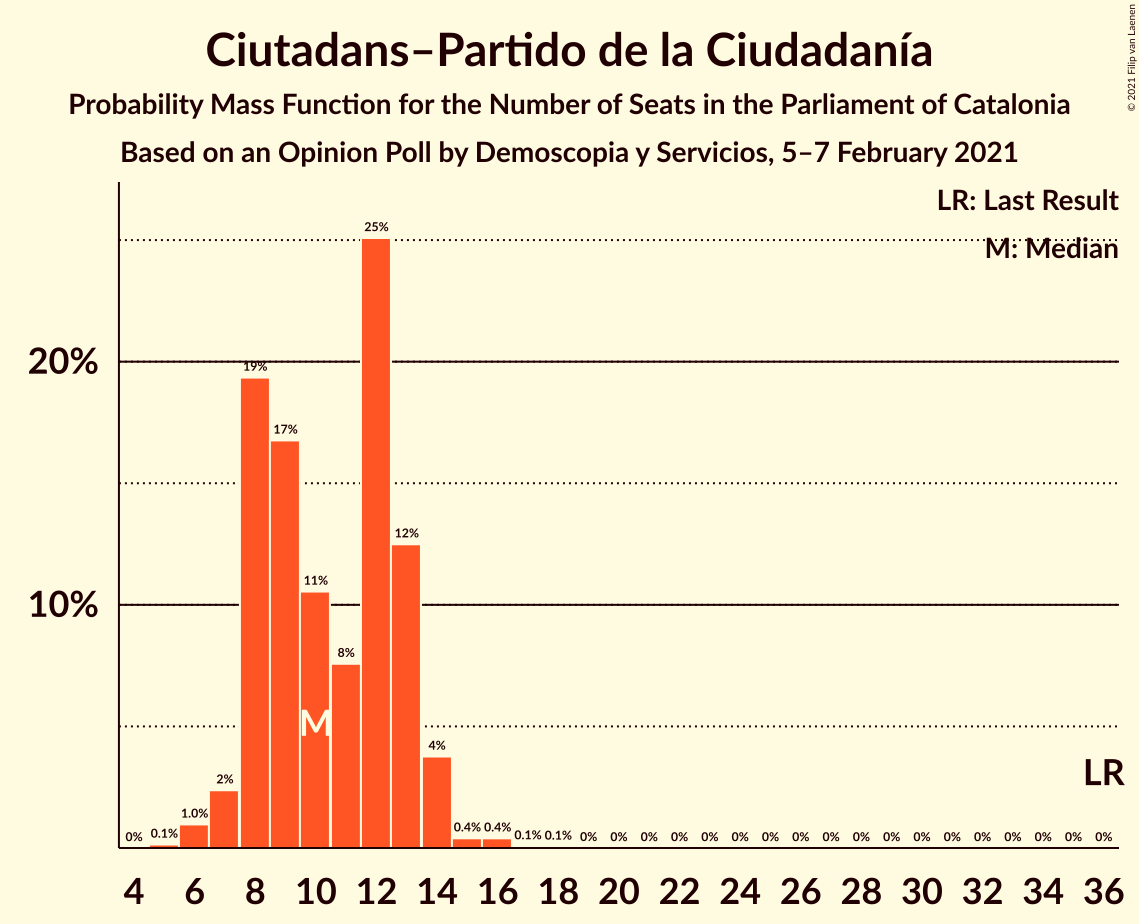 Ciutadans–Partido de la Ciudadanía
Probability Mass Function for the Number of Seats in the Parliament of Catalonia
Based on an Opinion Poll by Demoscopia y Servicios, 5–7 February 2021
© 2021 Filip van Laenen
LR: Last Result
M: Median
20%
10%
0% 0.1% 1.0% 2% 19% 17% 11% 8% 25% 12% 4% 0.4% 0.4% 0.1% 0.1% 0% 0% 0% 0% 0% 0% 0% 0% 0% 0% 0% 0% 0% 0% 0% 0% 0% 0%
M
LR
4 6 8 10 12 14 16 18 20 22 24 26 28 30 32 34 36